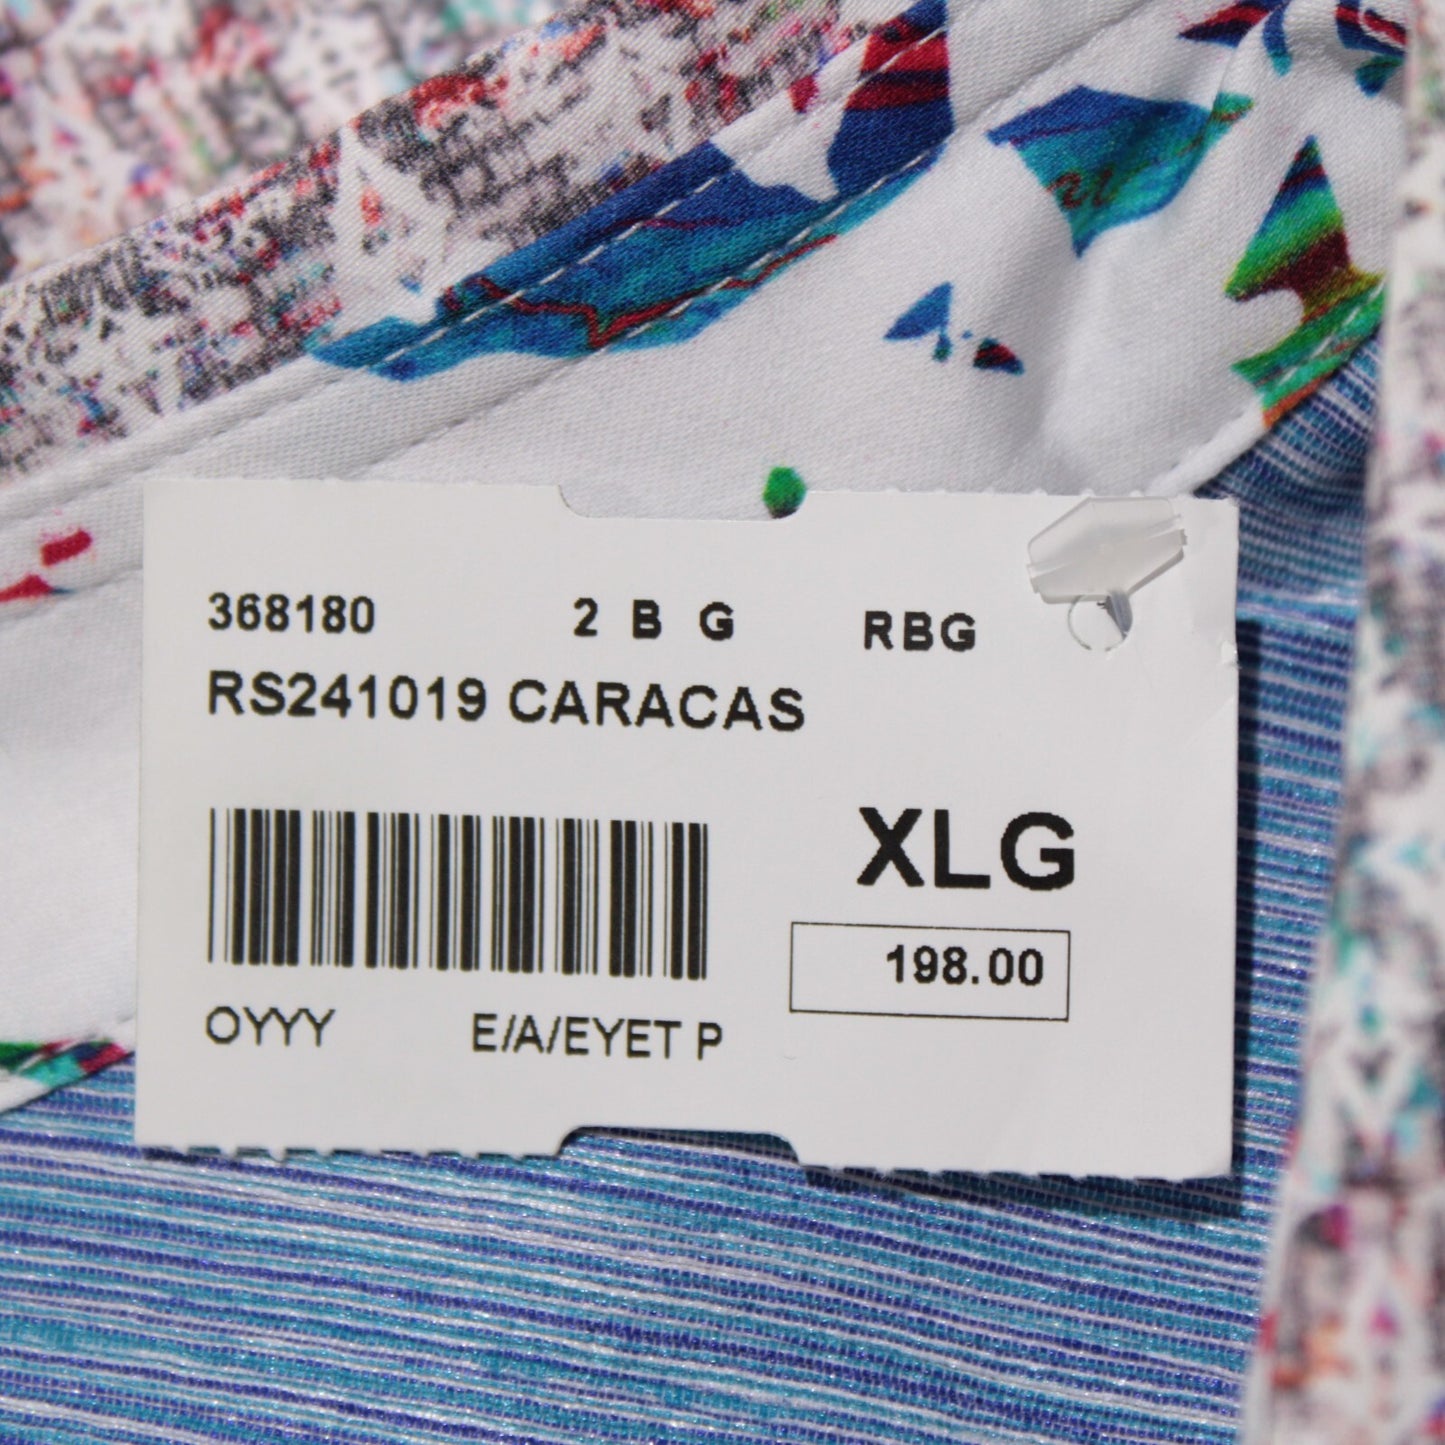 368180 2 B G RBG
RS241019 CARACAS
XLG
198.00
OYYY E/A/EYET P